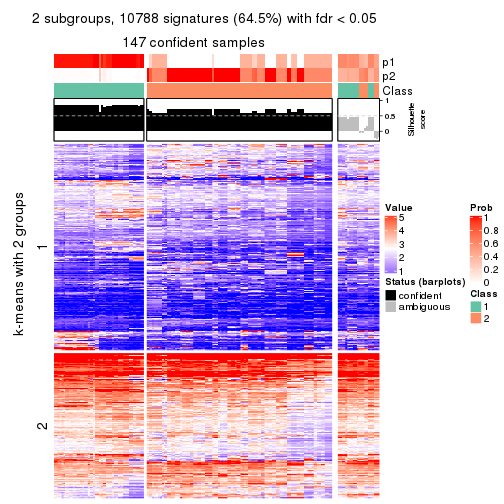 2 subgroups, 10788 signatures (64.5%) with fdr < 0.05
147 confident samples
p1
p2
Class
1
0.5
0
Silhouette
score
k-means with 2 groups
1
2
Value
5
4
3
2
1
Prob
1
0.8
0.6
0.4
0.2
0
Status (barplots)
confident
ambiguous
Class
1
2